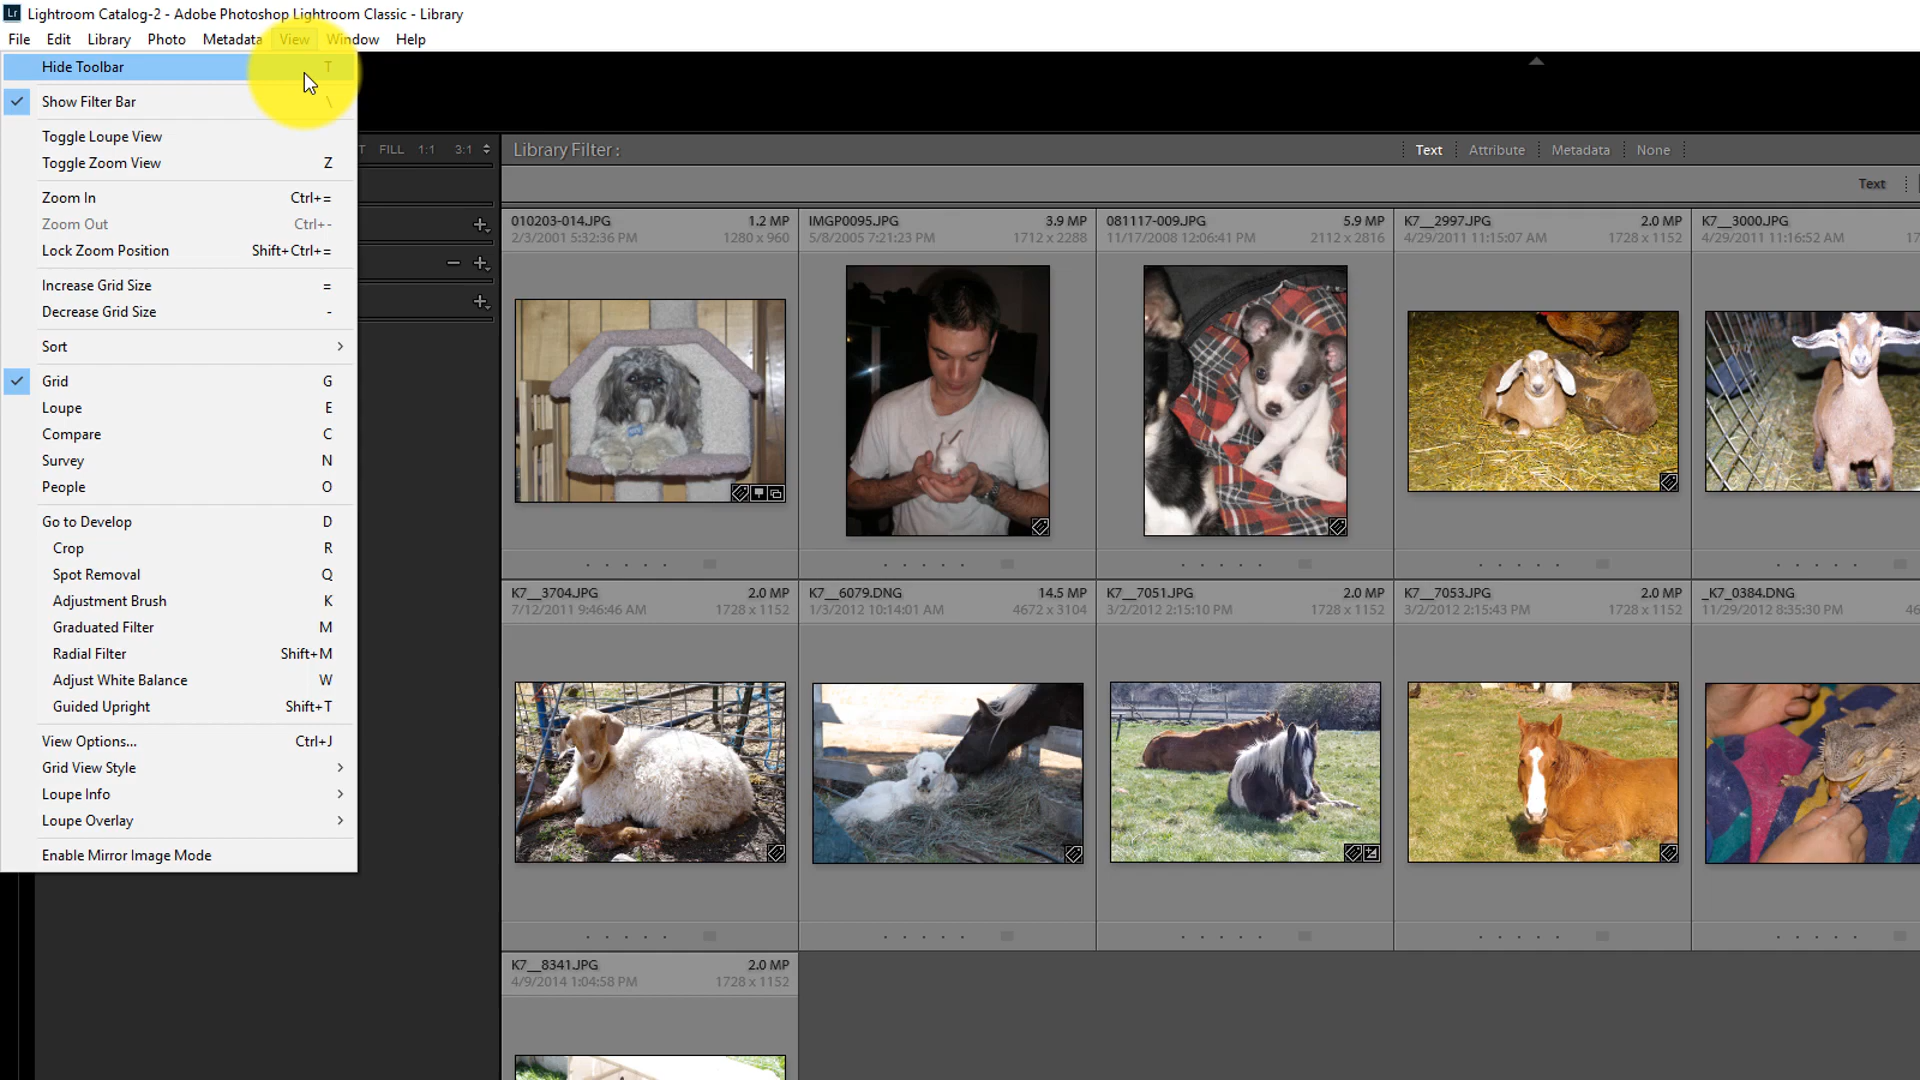 Lr Lightroom Catalog-2 - Adobe Photoshop Lightroom Classic - Library
File Edit Library Photo Metadata View Window Help
Hide Toolbar T
Show Filter Bar \
Toggle Loupe View
Toggle Zoom View Z
Zoom In Ctrl+=
Zoom Out Ctrl+-
Lock Zoom Position Shift+Ctrl+=
Increase Grid Size =
Decrease Grid Size -
Sort
Grid G
Loupe E
Compare C
Survey N
People O
Go to Develop D
Crop R
Spot Removal Q
Adjustment Brush K
Graduated Filter M
Radial Filter Shift+M
Adjust White Balance W
Guided Upright Shift+T
View Options... Ctrl+J
Grid View Style
Loupe Info
Loupe Overlay
Enable Mirror Image Mode
T FILL 1:1 3:1
Library Filter : Text Attribute Metadata None
Text
010203-014.JPG 1.2 MP
2/3/2001 5:32:36 PM 1280 x 960
IMGP0095.JPG 3.9 MP
5/8/2005 7:21:23 PM 1712 x 2288
081117-009.JPG 5.9 MP
11/17/2008 12:06:41 PM 2112 x 2816
K7__2997.JPG 2.0 MP
4/29/2011 11:15:07 AM 1728 x 1152
K7__3000.JPG
4/29/2011 11:16:52 AM 17
K7__3704.JPG 2.0 MP
7/12/2011 9:46:46 AM 1728 x 1152
K7__6079.DNG 14.5 MP
1/3/2012 10:14:01 AM 4672 x 3104
K7__7051.JPG 2.0 MP
3/2/2012 2:15:10 PM 1728 x 1152
K7__7053.JPG 2.0 MP
3/2/2012 2:15:43 PM 1728 x 1152
_K7_0384.DNG
11/29/2012 8:35:30 PM 46
K7__8341.JPG 2.0 MP
4/9/2014 1:04:58 PM 1728 x 1152